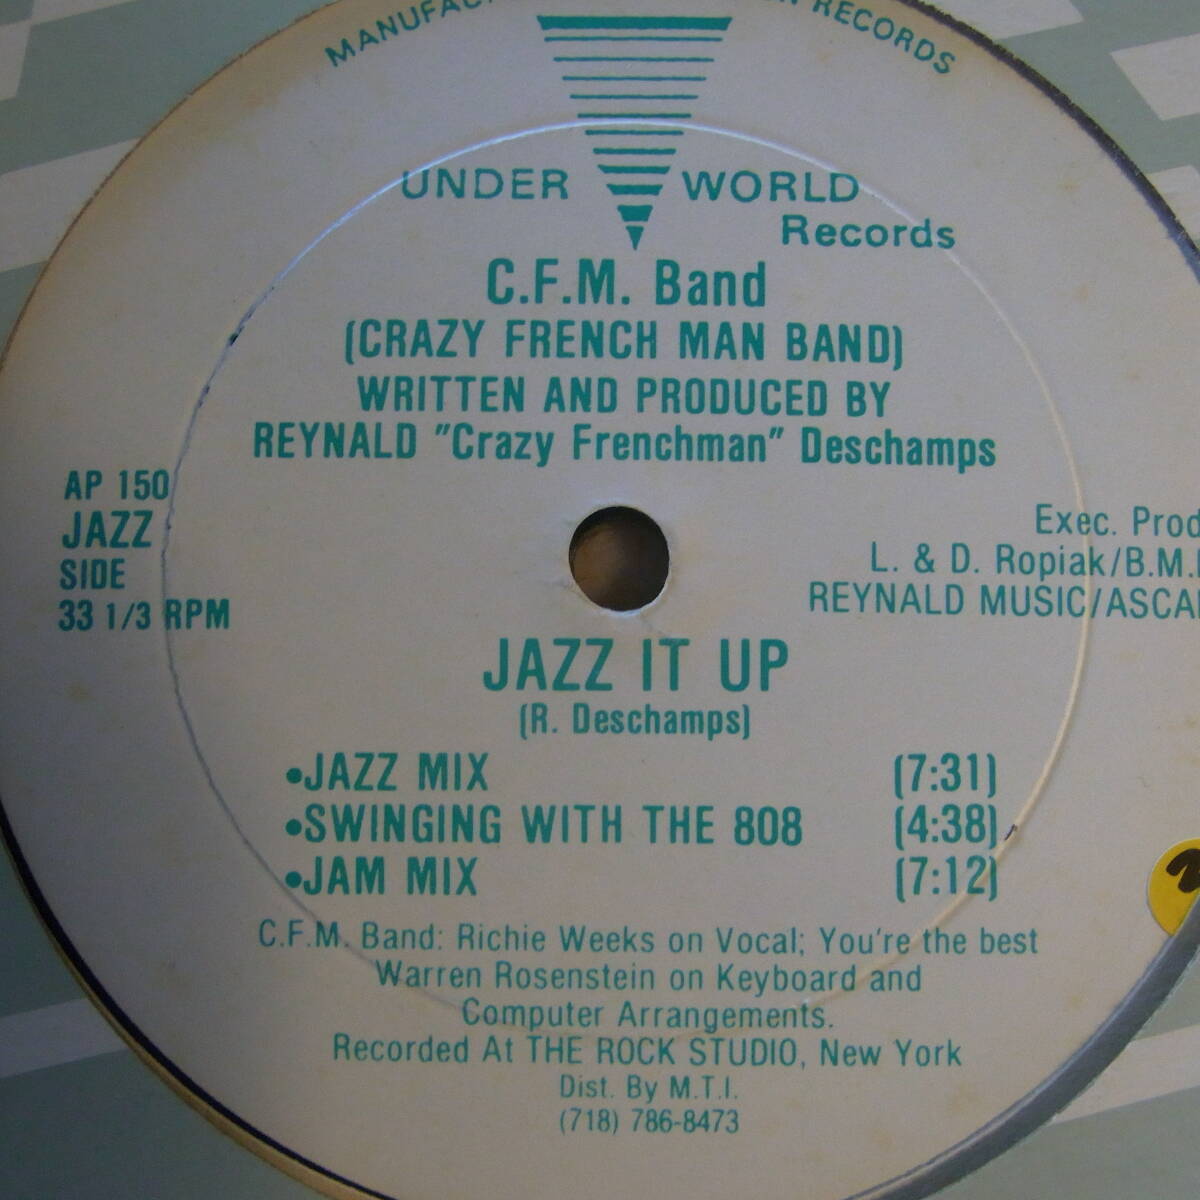 MANUFAC
RECORDS
UNDER WORLD
Records
C.F.M. Band
(CRAZY FRENCH MAN BAND)
WRITTEN AND PRODUCED BY
REYNALD "Crazy Frenchman" Deschamps
AP 150
JAZZ
SIDE
33 1/3 RPM
Exec. Prod
L. & D. Ropiak/B.M.I
REYNALD MUSIC/ASCAP
JAZZ IT UP
(R. Deschamps)
•JAZZ MIX (7:31)
•SWINGING WITH THE 808 (4:38)
•JAM MIX (7:12)
C.F.M. Band: Richie Weeks on Vocal; You're the best
Warren Rosenstein on Keyboard and
Computer Arrangements.
Recorded At THE ROCK STUDIO, New York
Dist. By M.T.I.
(718) 786-8473